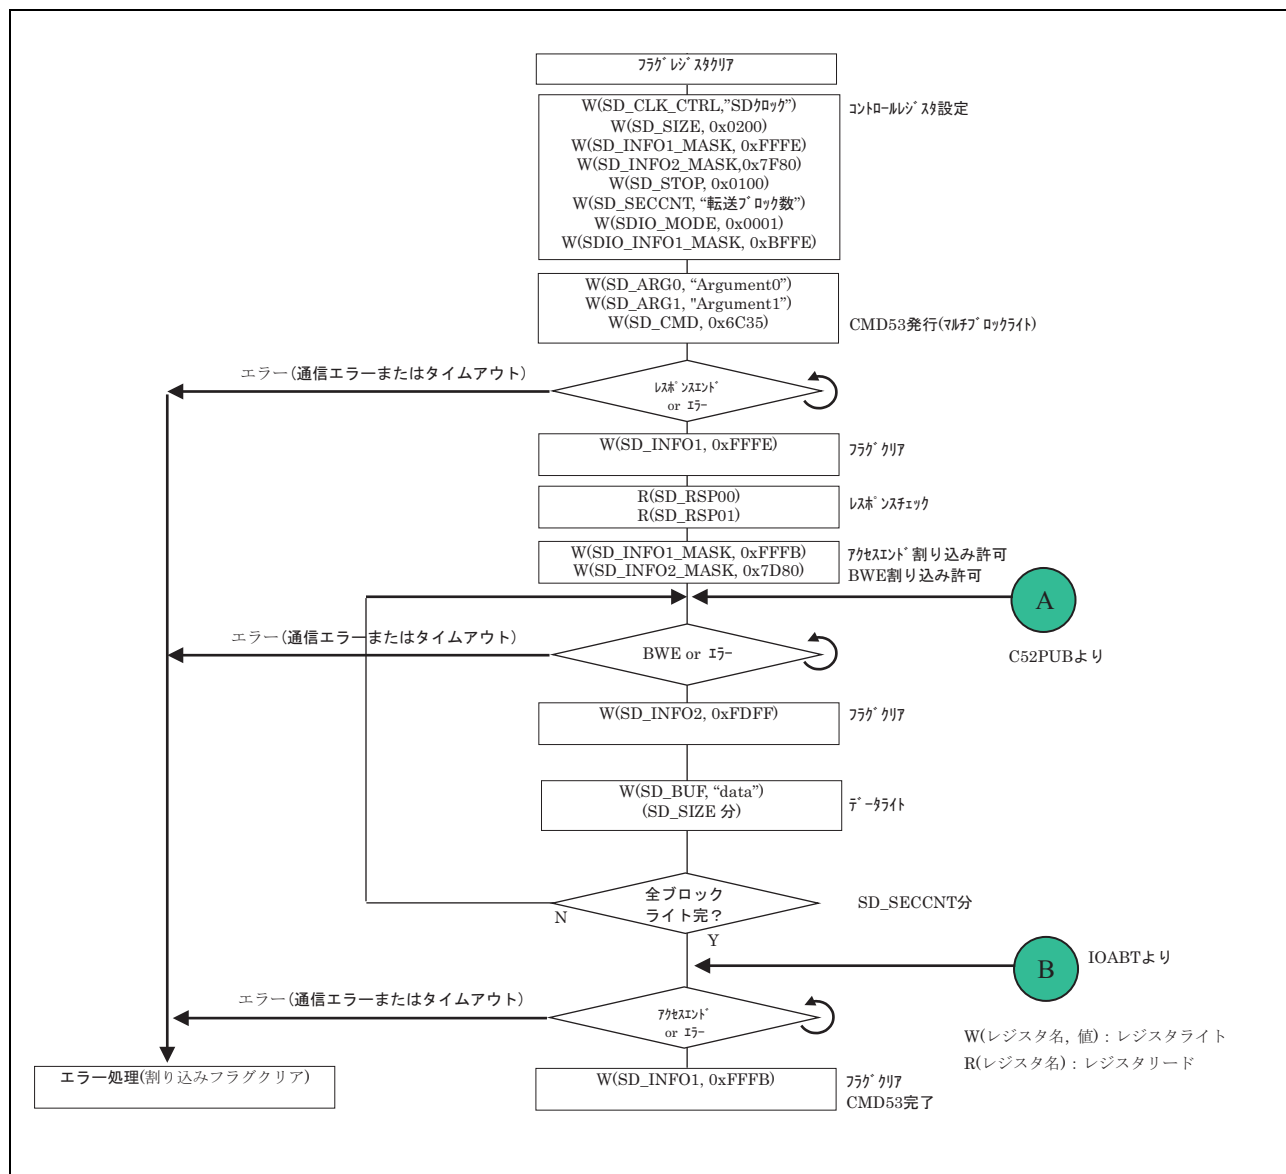 ﾌﾗｸﾞﾚｼﾞｽﾀｸﾘｱ
W(SD_CLK_CTRL,”SDｸﾛｯｸ”)
W(SD_SIZE, 0x0200)
W(SD_INFO1_MASK, 0xFFFE)
W(SD_INFO2_MASK,0x7F80)
W(SD_STOP, 0x0100)
W(SD_SECCNT, “転送ﾌﾞﾛｯｸ数”)
W(SDIO_MODE, 0x0001)
W(SDIO_INFO1_MASK, 0xBFFE)
ｺﾝﾄﾛｰﾙﾚｼﾞｽﾀ設定
W(SD_ARG0, “Argument0”)
W(SD_ARG1, "Argument1”)
W(SD_CMD, 0x6C35)
CMD53発行(ﾏﾙﾁﾌﾞﾛｯｸﾗｲﾄ)
エラー(通信エラーまたはタイムアウト)
ﾚｽﾎﾟﾝｽｴﾝﾄﾞ
or ｴﾗｰ
W(SD_INFO1, 0xFFFE)
ﾌﾗｸﾞｸﾘｱ
R(SD_RSP00)
R(SD_RSP01)
ﾚｽﾎﾟﾝｽﾁｪｯｸ
W(SD_INFO1_MASK, 0xFFFB)
W(SD_INFO2_MASK, 0x7D80)
ｱｸｾｽｴﾝﾄﾞ割り込み許可
BWE割り込み許可
A
C52PUBより
エラー(通信エラーまたはタイムアウト)
BWE or ｴﾗｰ
W(SD_INFO2, 0xFDFF)
ﾌﾗｸﾞｸﾘｱ
W(SD_BUF, “data”)
(SD_SIZE 分)
ﾃﾞｰﾀﾗｲﾄ
全ブロック
ライト完？
SD_SECCNT分
N
Y
B
IOABTより
エラー(通信エラーまたはタイムアウト)
ｱｸｾｽｴﾝﾄﾞ
or ｴﾗｰ
W(レジスタ名, 値)：レジスタライト
R(レジスタ名)：レジスタリード
エラー処理(割り込みフラグクリア)
W(SD_INFO1, 0xFFFB)
ﾌﾗｸﾞｸﾘｱ
CMD53完了